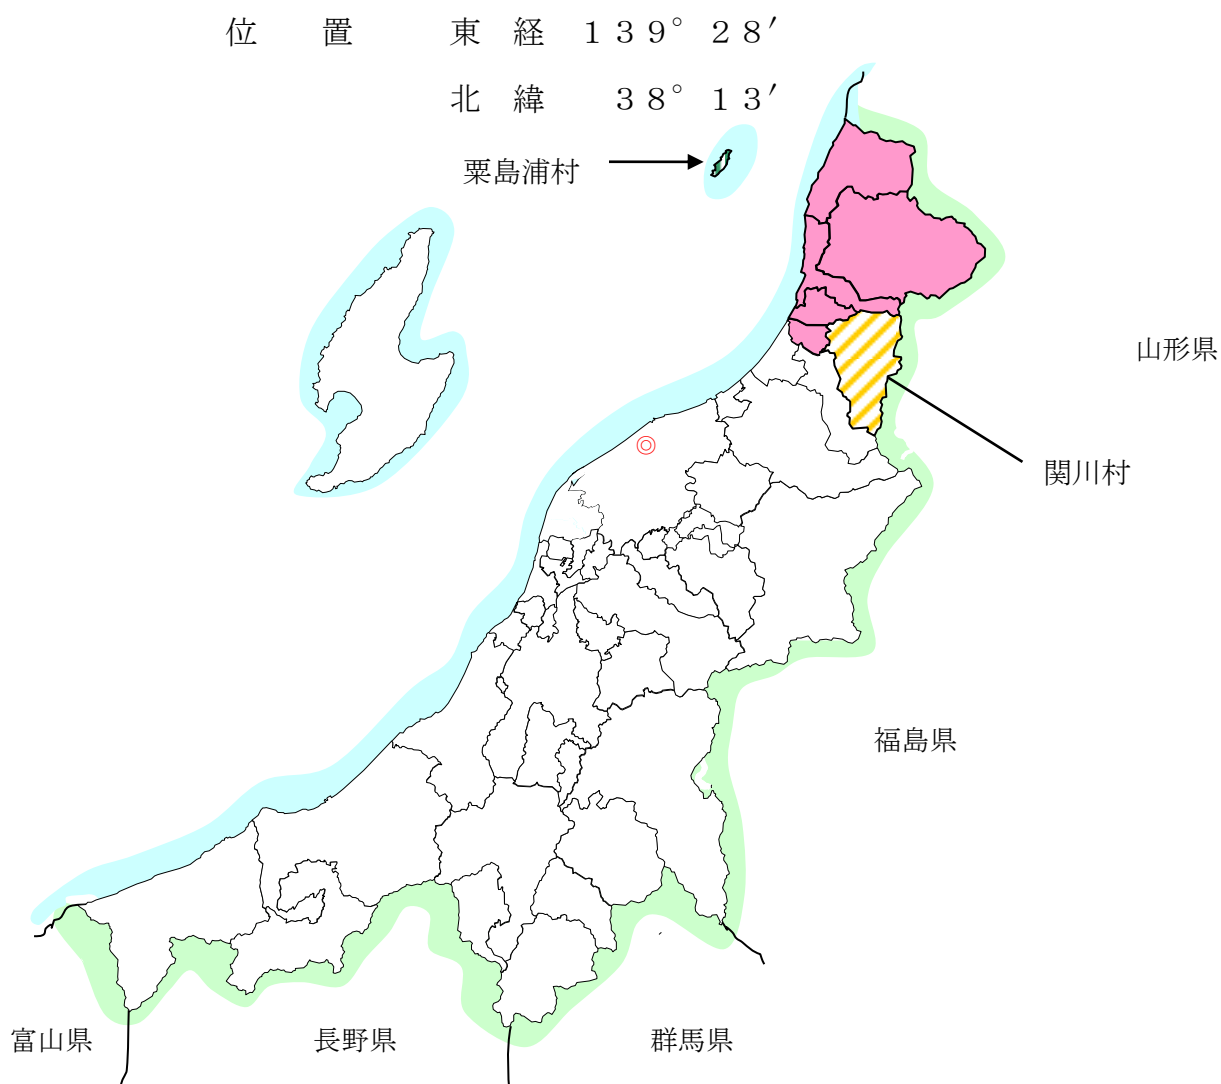 位　置　東経　１３９°２８′
北緯　３８°１３′
粟島浦村
山形県
関川村
福島県
富山県
長野県
群馬県